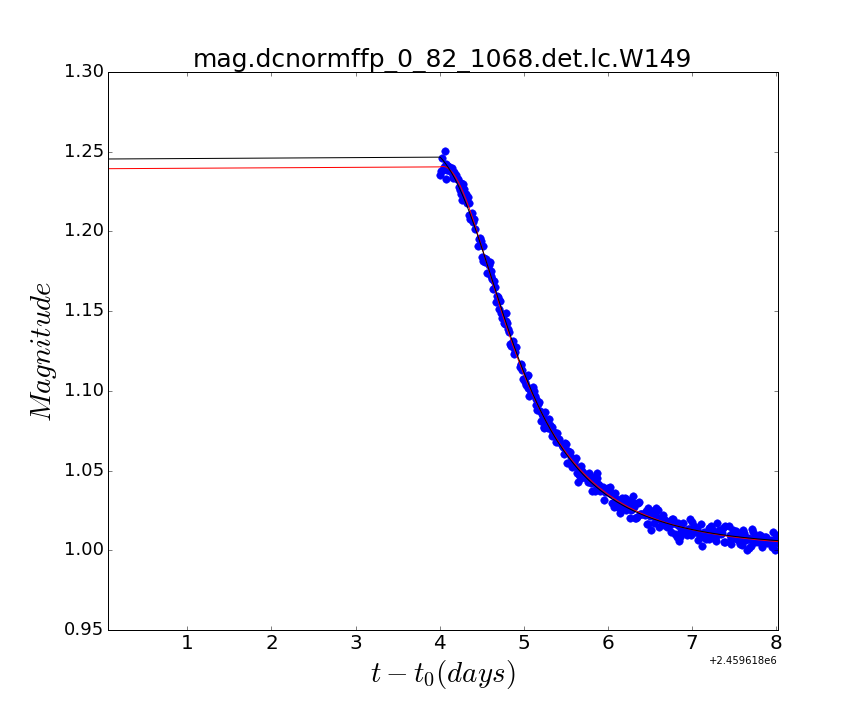 mag.dcnormffp_0_82_1068.det.lc.W149
1.30
1.25
1.20
1.15
1.10
1.05
1.00
0.95
Magnitude
1 2 3 4 5 6 7 8
+2.459618e6
t − t₀(days)